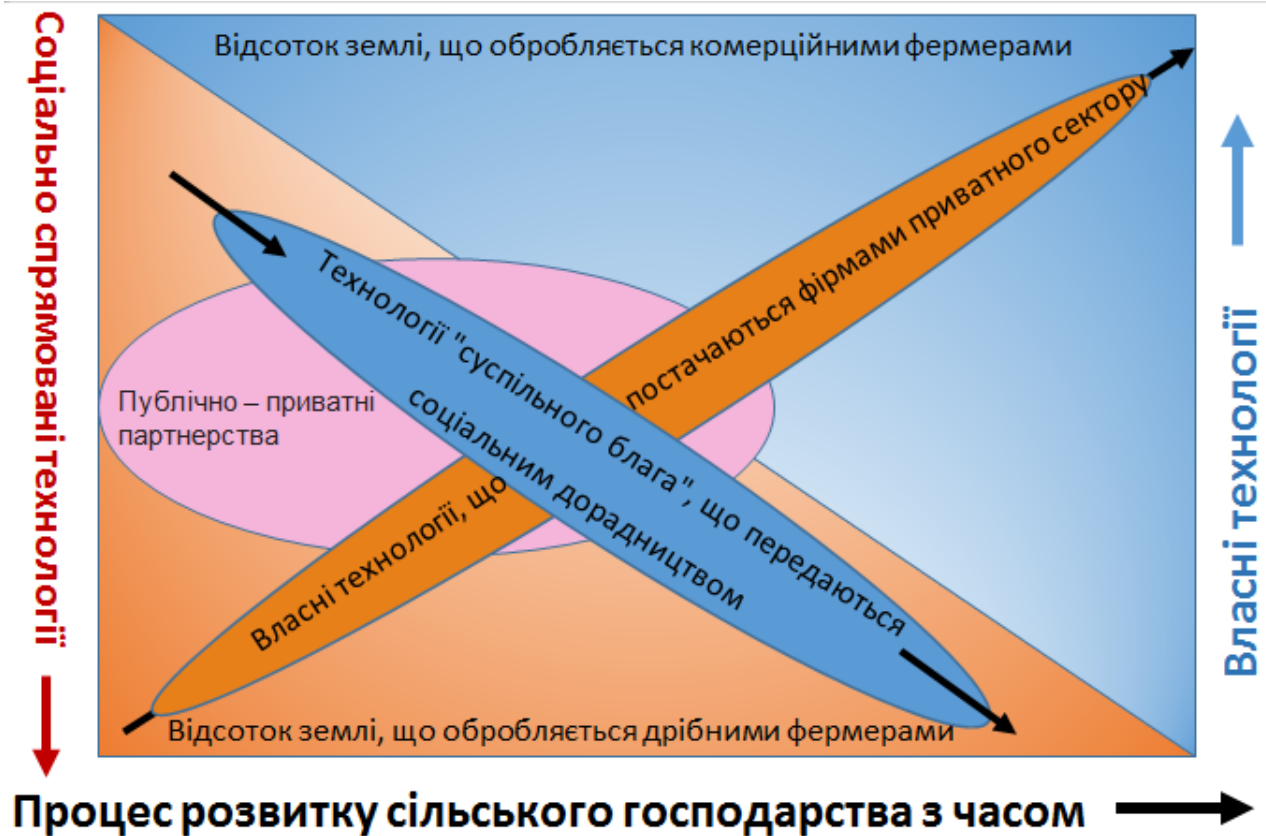 Відсоток землі, що обробляється комерційними фермерами
Соціально спрямовані технології
Власні технології, що постачаються фірмами приватного сектору
Технології "суспільного блага", що передаються
соціальним дорадництвом
Публічно – приватні
партнерства
Власні технології
Відсоток землі, що обробляється дрібними фермерами
Процес розвитку сільського господарства з часом